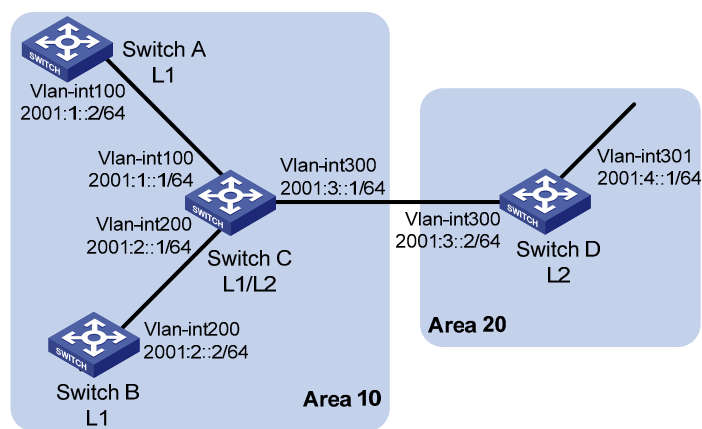 SWITCH
Switch A
L1
Vlan-int100
2001:1::2/64
Vlan-int100
2001:1::1/64
Vlan-int300
2001:3::1/64
Vlan-int301
2001:4::1/64
SWITCH
SWITCH
Vlan-int200
2001:2::1/64
Vlan-int300
2001:3::2/64
Switch C
L1/L2
Switch D
L2
SWITCH
Vlan-int200
2001:2::2/64
Area 20
Switch B
L1
Area 10